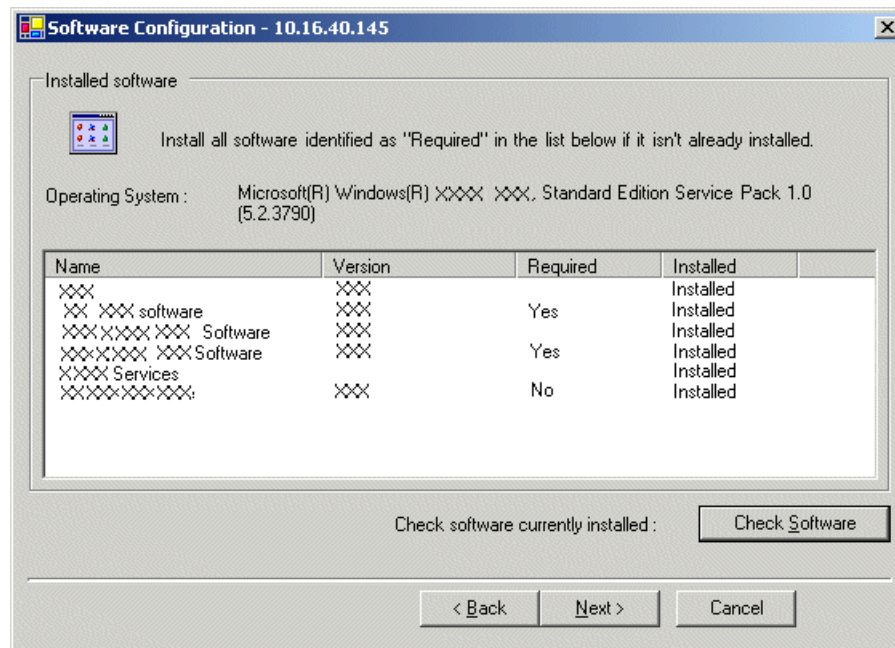 Software Configuration - 10.16.40.145
Installed software
Install all software identified as "Required" in the list below if it isn't already installed.
Operating System : Microsoft(R) Windows(R) XXXX XXX, Standard Edition Service Pack 1.0
(5.2.3790)
Name Version Required Installed
XXX XXX Installed
XX XXX software XXX Yes Installed
XXX XXXX XXX Software XXX Installed
XXXXXXX XXX Software XXX Yes Installed
XXXX Services Installed
XXXXXXXXXXX: XXX No Installed
Check software currently installed : Check Software
< Back Next > Cancel